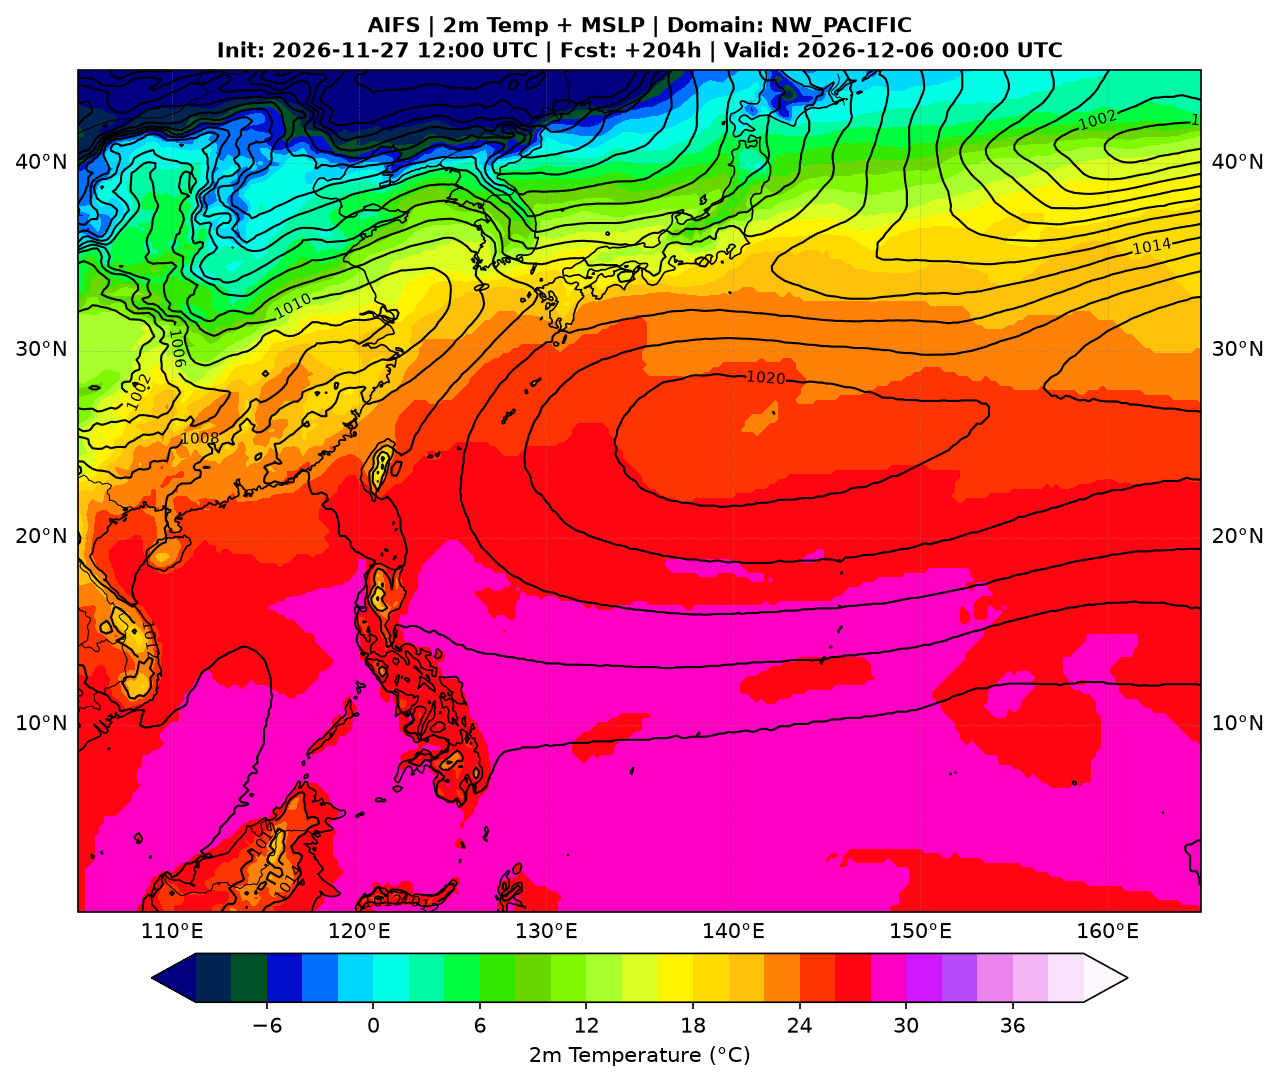 AIFS | 2m Temp + MSLP | Domain: NW_PACIFIC
Init: 2026-11-27 12:00 UTC | Fcst: +204h | Valid: 2026-12-06 00:00 UTC
1002
40°N
40°N
1014
1010
1006
30°N
30°N
1002
1020
1008
20°N
20°N
10°N
10°N
110°E
120°E
130°E
140°E
150°E
160°E
−6
0
6
12
18
24
30
36
2m Temperature (°C)